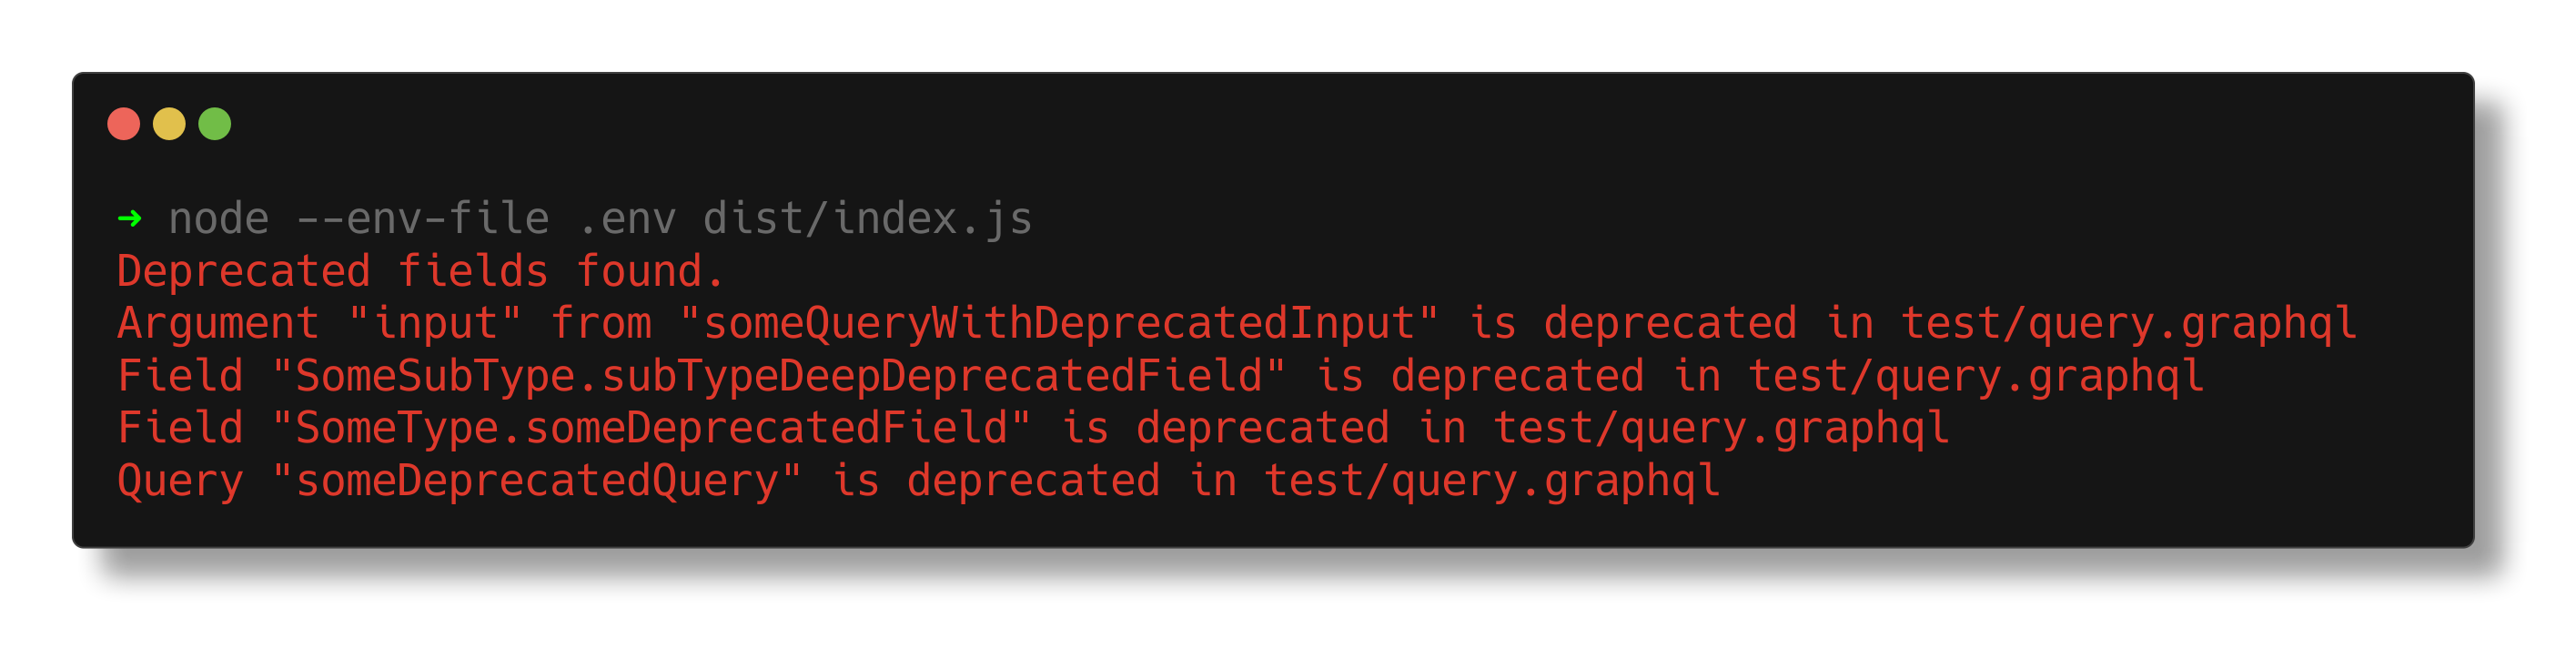 ➜ node --env-file .env dist/index.js
Deprecated fields found.
Argument "input" from "someQueryWithDeprecatedInput" is deprecated in test/query.graphql
Field "SomeSubType.subTypeDeepDeprecatedField" is deprecated in test/query.graphql
Field "SomeType.someDeprecatedField" is deprecated in test/query.graphql
Query "someDeprecatedQuery" is deprecated in test/query.graphql